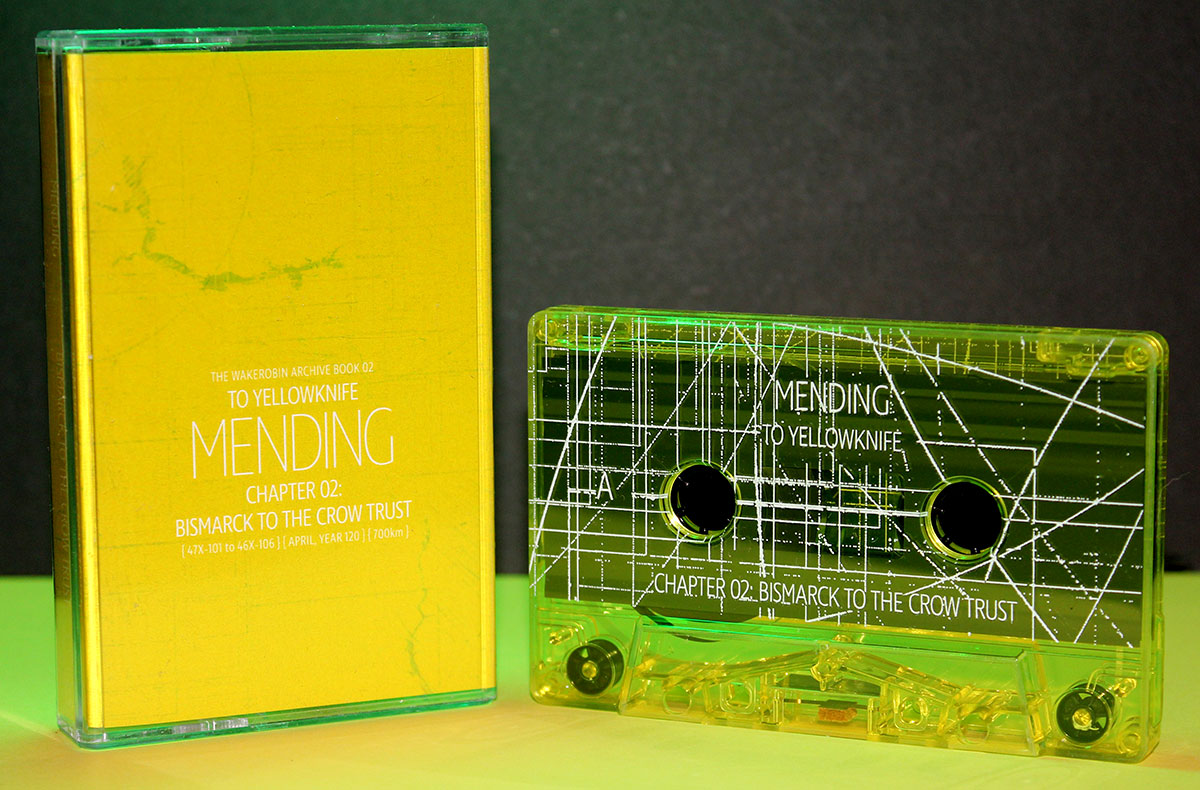 THE WAKEROBIN ARCHIVE BOOK 02
TO YELLOWKNIFE
MENDING
CHAPTER 02:
BISMARCK TO THE CROW TRUST
[ 47X-101 to 46X-106 ] [ APRIL, YEAR 120 ] [ 700km ]
MENDING
TO YELLOWKNIFE
A
CHAPTER 02: BISMARCK TO THE CROW TRUST